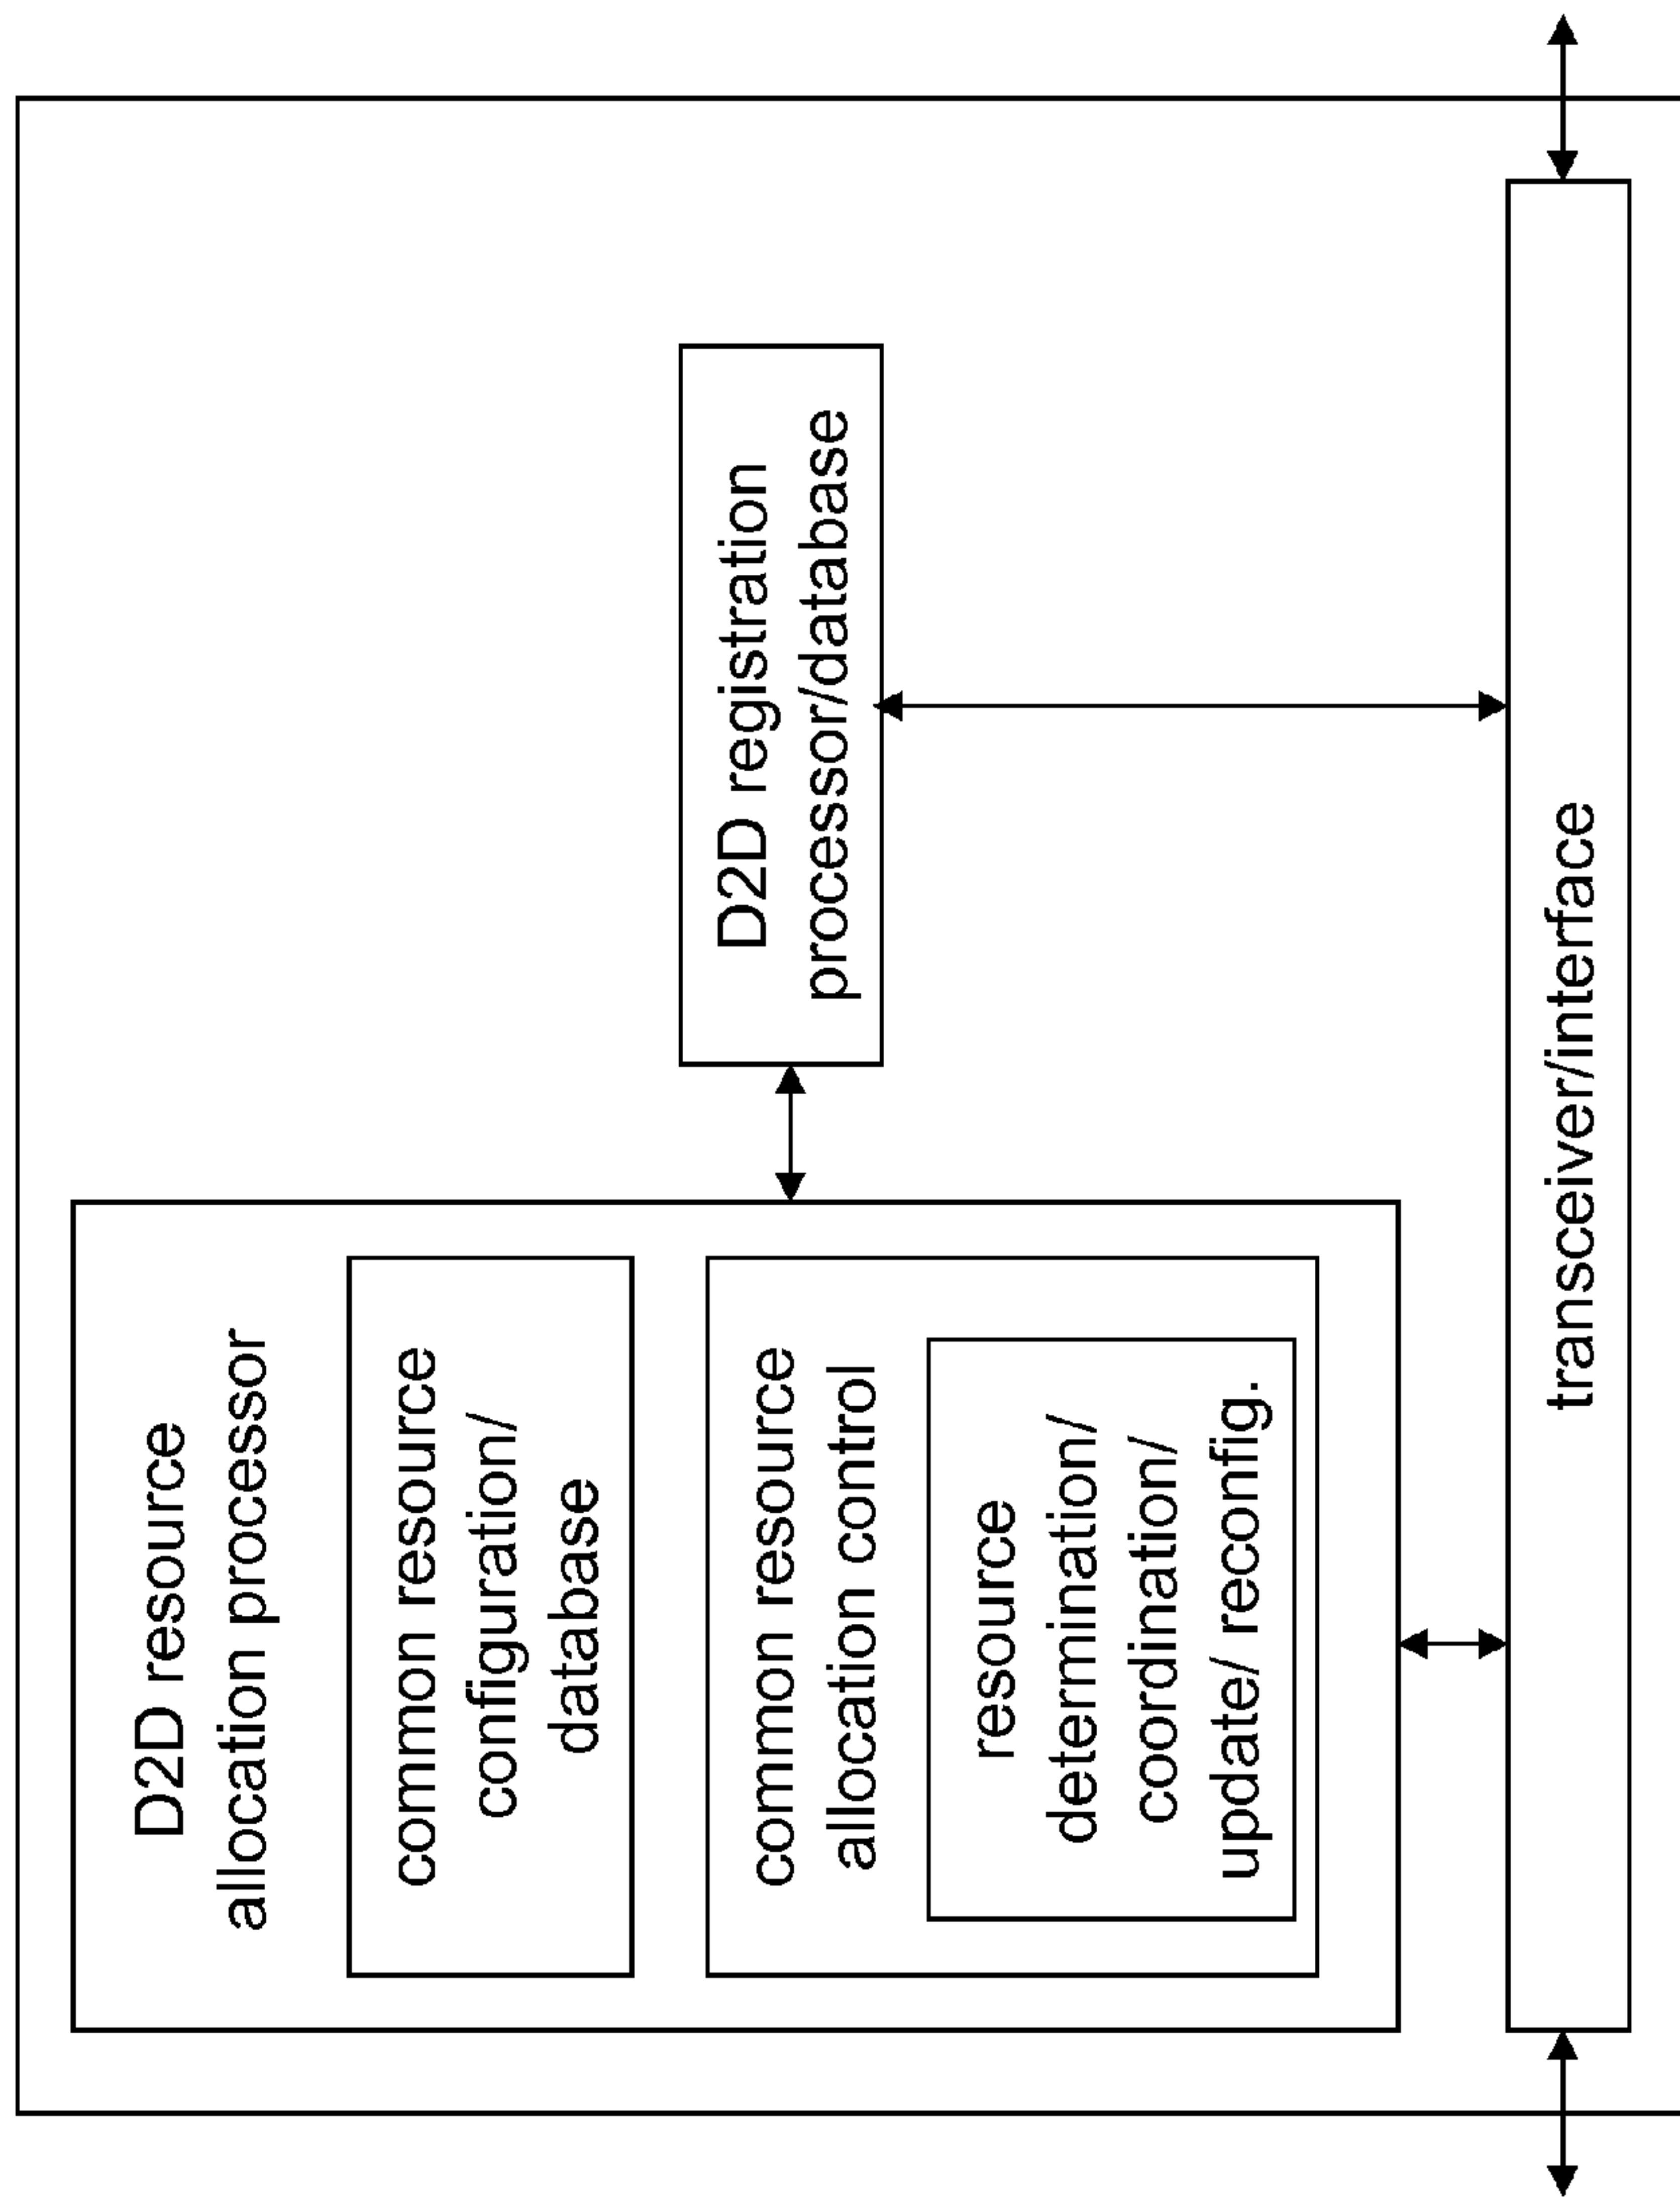 D2D resource
allocation processor
common resource
configuration/
database
common resource
allocation control
resource
determination/
coordination/
update/ reconfig.
D2D registration
processor/database
transceiver/interface